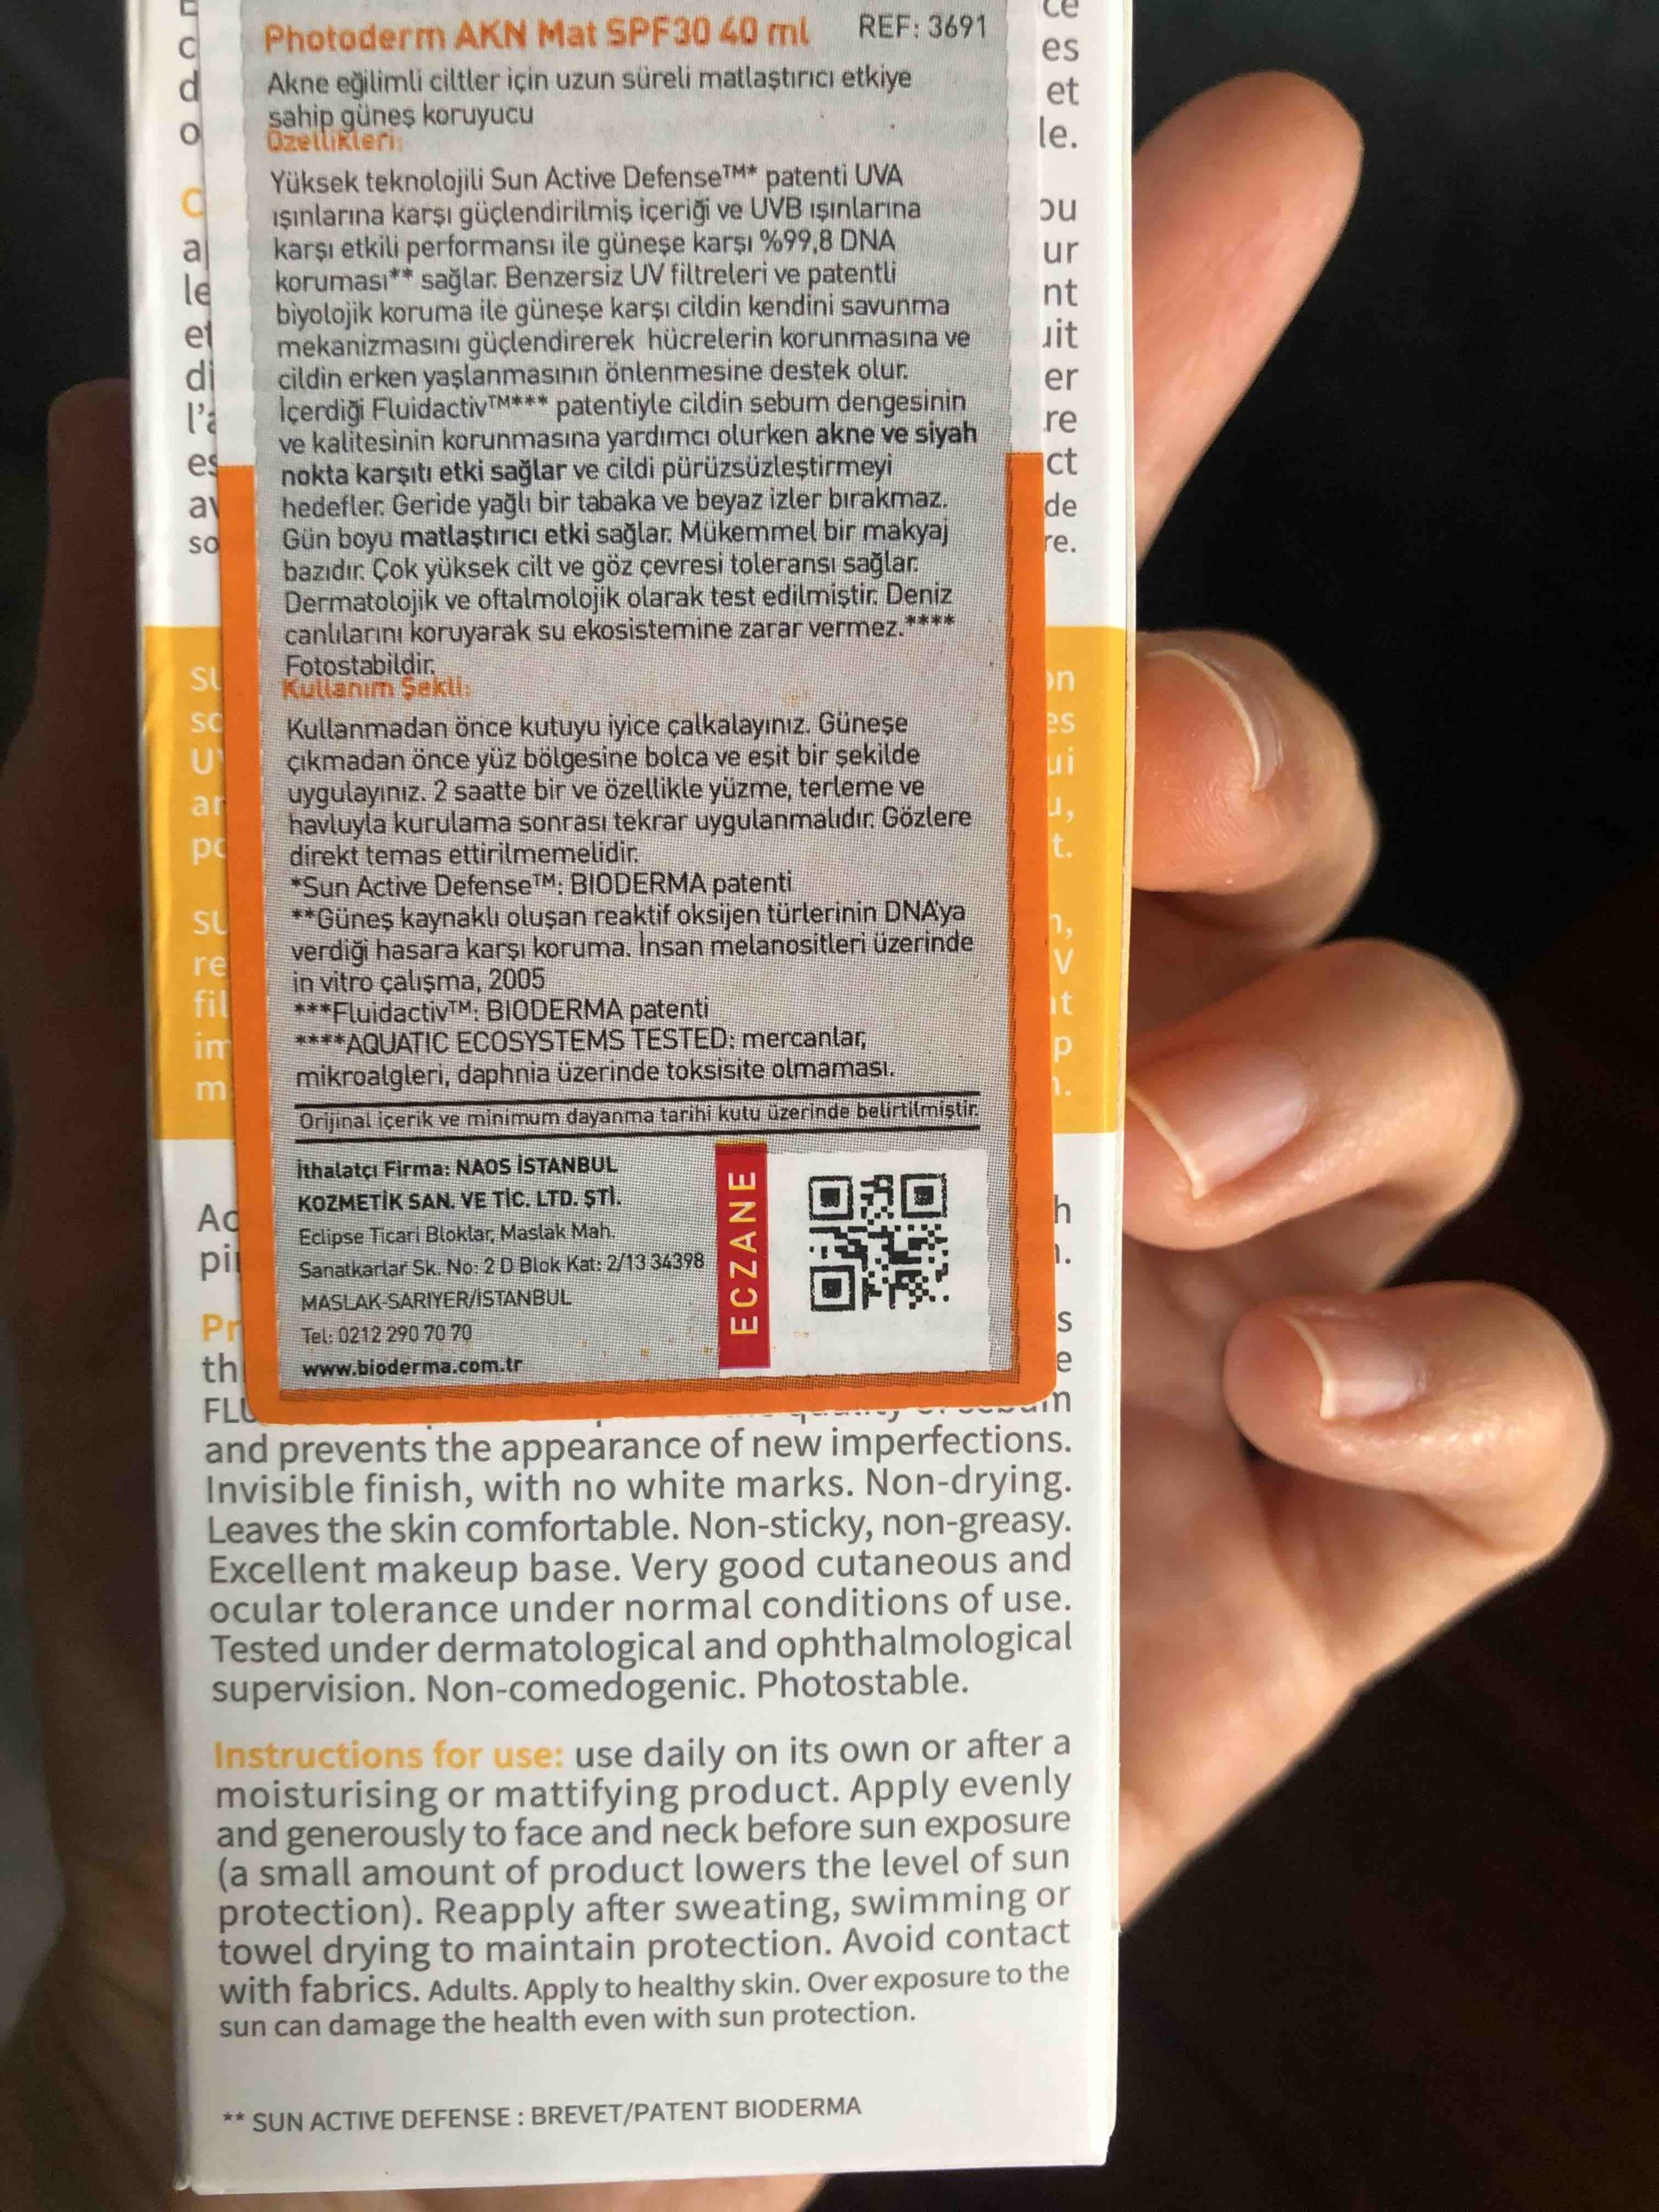 Photoderm AKN Mat SPF30 40 ml REF: 3691
Akne eğilimli ciltler için uzun süreli matlaştırıcı etkiye
sahip güneş koruyucu
Özellikleri:
Yüksek teknolojili Sun Active Defense™* patenti UVA
ışınlarına karşı güçlendirilmiş içeriği ve UVB ışınlarına
karşı etkili performansı ile güneşe karşı %99,8 DNA
koruması** sağlar. Benzersiz UV filtreleri ve patentli
biyolojik koruma ile güneşe karşı cildin kendini savunma
mekanizmasını güçlendirerek hücrelerin korunmasına ve
cildin erken yaşlanmasının önlenmesine destek olur.
İçerdiği Fluidactiv™*** patentiyle cildin sebum dengesinin
ve kalitesinin korunmasına yardımcı olurken akne ve siyah
nokta karşıtı etki sağlar ve cildi pürüzsüzleştirmeyi
hedefler. Geride yağlı bir tabaka ve beyaz izler bırakmaz.
Gün boyu matlaştırıcı etki sağlar. Mükemmel bir makyaj
bazıdır. Çok yüksek cilt ve göz çevresi toleransı sağlar.
Dermatolojik ve oftalmolojik olarak test edilmiştir. Deniz
canlılarını koruyarak su ekosistemine zarar vermez.****
Fotostabildir.
Kullanım Şekli:
Kullanmadan önce kutuyu iyice çalkalayınız. Güneşe
çıkmadan önce yüz bölgesine bolca ve eşit bir şekilde
uygulayınız. 2 saatte bir ve özellikle yüzme, terleme ve
havluyla kurulama sonrası tekrar uygulanmalıdır. Gözlere
direkt temas ettirilmemelidir.
*Sun Active Defense™: BIODERMA patenti
**Güneş kaynaklı oluşan reaktif oksijen türlerinin DNA'ya
verdiği hasara karşı koruma. İnsan melanositleri üzerinde
in vitro çalışma, 2005
***Fluidactiv™: BIODERMA patenti
****AQUATIC ECOSYSTEMS TESTED: mercanlar,
mikroalgleri, daphnia üzerinde toksisite olmaması.
Orijinal içerik ve minimum dayanma tarihi kutu üzerinde belirtilmiştir.
İthalatçı Firma: NAOS İSTANBUL
KOZMETİK SAN. VE TİC. LTD. ŞTİ.
Eclipse Ticari Bloklar, Maslak Mah.
Sanatkarlar Sk. No: 2 D Blok Kat: 2/13 34398
MASLAK-SARIYER/İSTANBUL
Tel: 0212 290 70 70
www.bioderma.com.tr
ECZANE
and prevents the appearance of new imperfections.
Invisible finish, with no white marks. Non-drying.
Leaves the skin comfortable. Non-sticky, non-greasy.
Excellent makeup base. Very good cutaneous and
ocular tolerance under normal conditions of use.
Tested under dermatological and ophthalmological
supervision. Non-comedogenic. Photostable.
Instructions for use: use daily on its own or after a
moisturising or mattifying product. Apply evenly
and generously to face and neck before sun exposure
(a small amount of product lowers the level of sun
protection). Reapply after sweating, swimming or
towel drying to maintain protection. Avoid contact
with fabrics. Adults. Apply to healthy skin. Over exposure to the
sun can damage the health even with sun protection.
** SUN ACTIVE DEFENSE : BREVET/PATENT BIODERMA